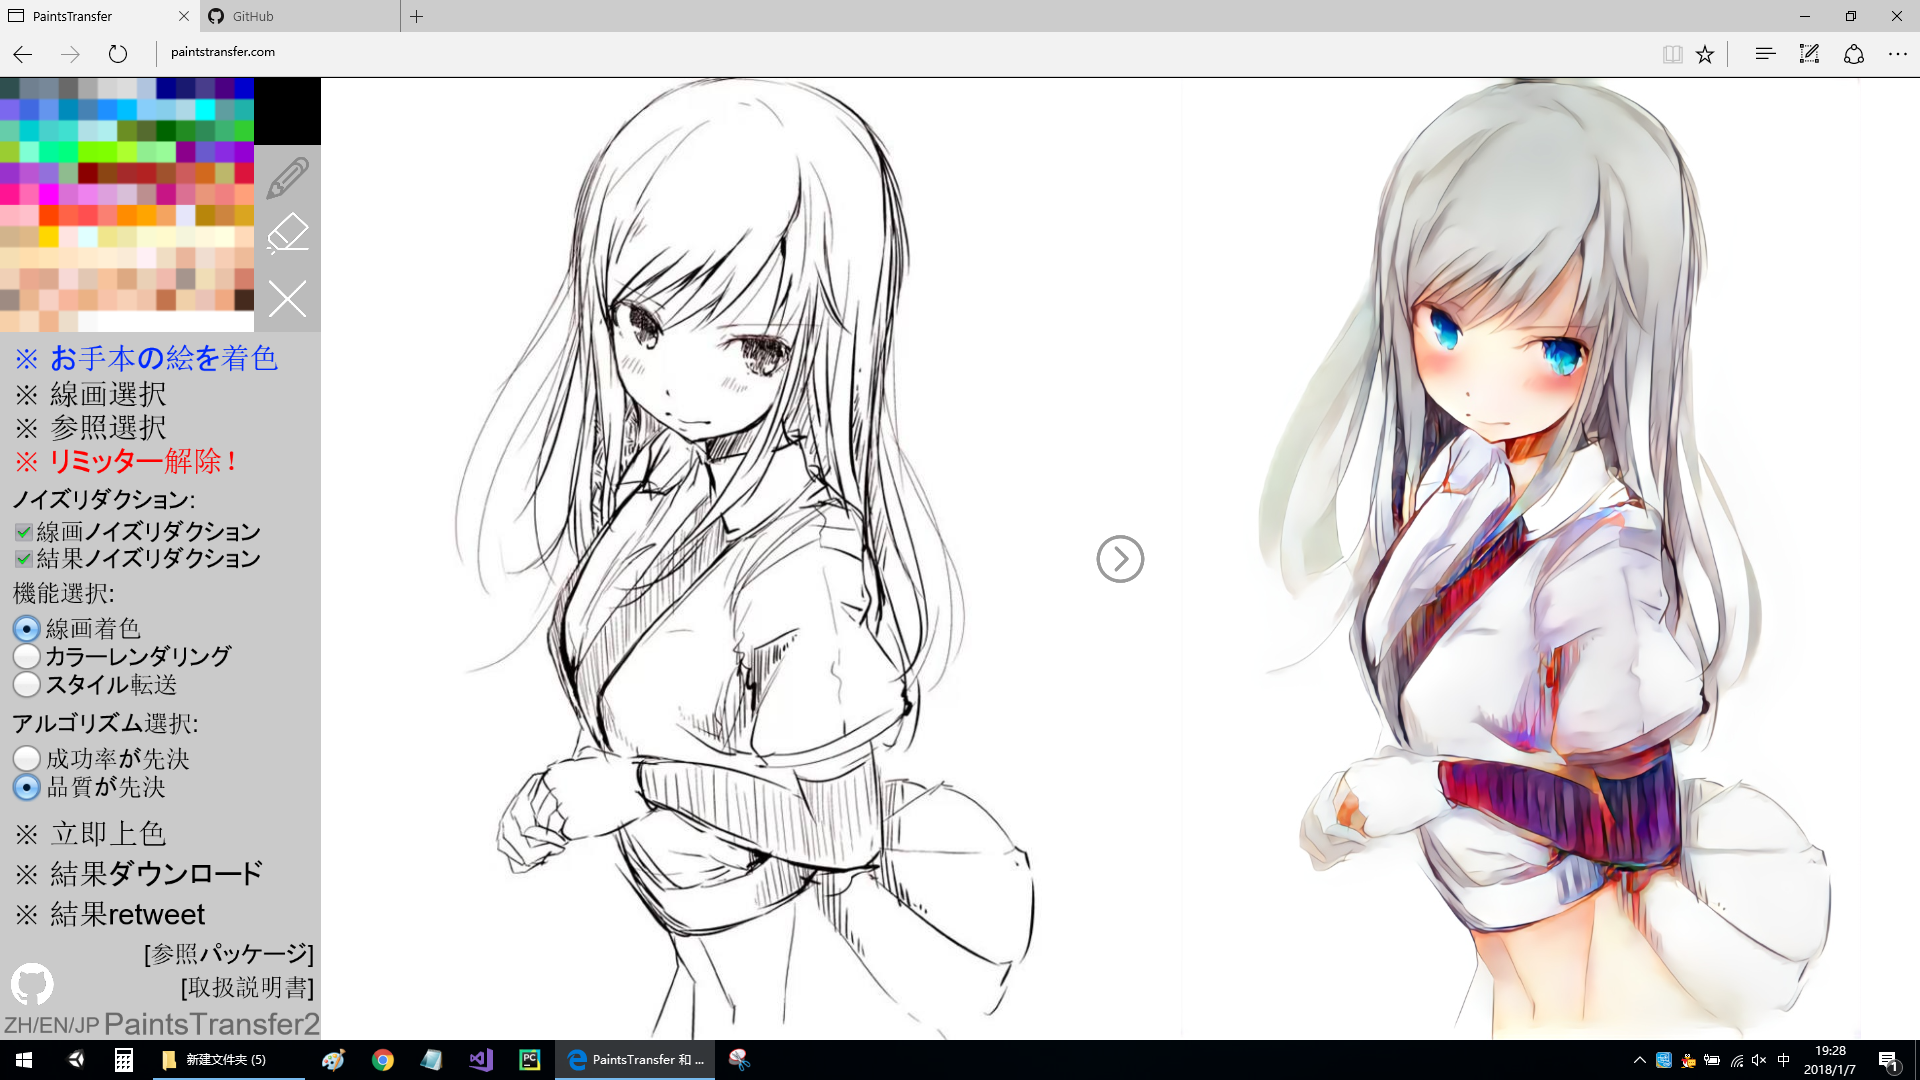 PaintsTransfer
GitHub
paintstransfer.com
※ お手本の絵を着色
※ 線画選択
※ 参照選択
※ リミッター解除!
ノイズリダクション:
線画ノイズリダクション
結果ノイズリダクション
機能選択:
線画着色
カラーレンダリング
スタイル転送
アルゴリズム選択:
成功率が先決
品質が先決
※ 立即上色
※ 結果ダウンロード
※ 結果retweet
[参照パッケージ]
[取扱説明書]
ZH/EN/JP PaintsTransfer2
新建文件夹 (5)
PC
PaintsTransfer 和 ...
中
19:28
2018/1/7
1